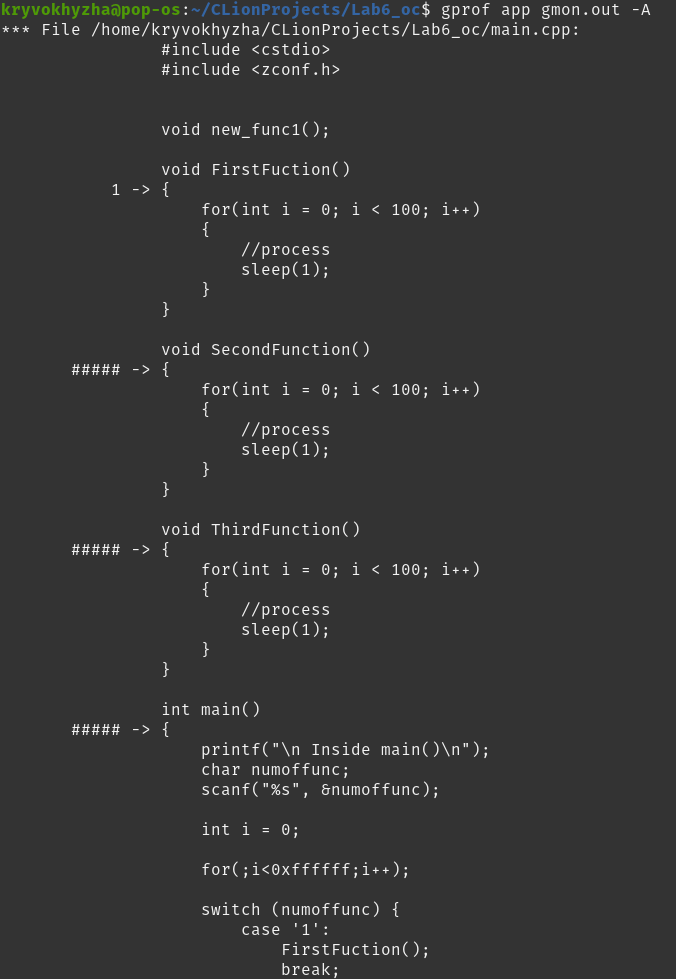 kryvokhyzha@pop-os:~/CLionProjects/Lab6_oc$ gprof app gmon.out -A
*** File /home/kryvokhyzha/CLionProjects/Lab6_oc/main.cpp:
                #include <cstdio>
                #include <zconf.h>


                void new_func1();

                void FirstFuction()
           1 -> {
                    for(int i = 0; i < 100; i++)
                    {
                        //process
                        sleep(1);
                    }
                }

                void SecondFunction()
       ##### -> {
                    for(int i = 0; i < 100; i++)
                    {
                        //process
                        sleep(1);
                    }
                }

                void ThirdFunction()
       ##### -> {
                    for(int i = 0; i < 100; i++)
                    {
                        //process
                        sleep(1);
                    }
                }

                int main()
       ##### -> {
                    printf("\n Inside main()\n");
                    char numoffunc;
                    scanf("%s", &numoffunc);

                    int i = 0;

                    for(;i<0xffffff;i++);

                    switch (numoffunc) {
                        case '1':
                            FirstFuction();
                            break;